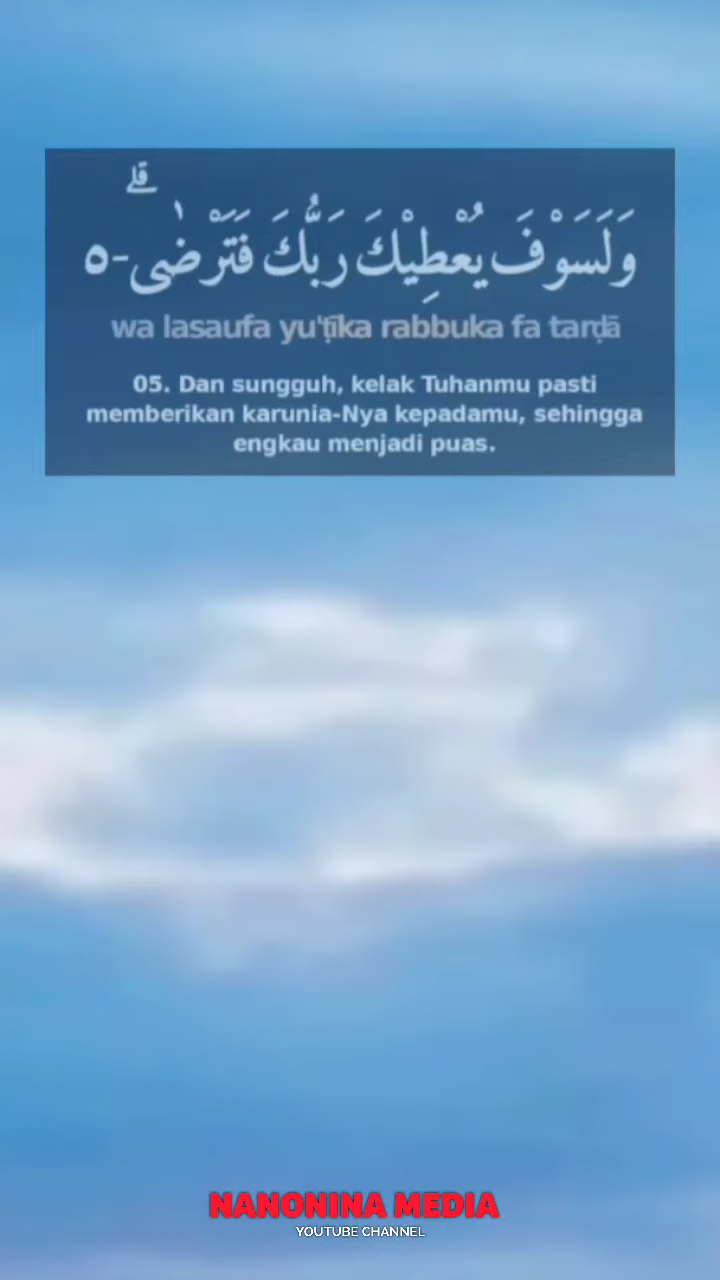 وَلَسَوْفَ يُعْطِيْكَ رَبُّكَ فَتَرْضٰىۗ -٥
wa lasaufa yu'ṭīka rabbuka fa tarḍā
05. Dan sungguh, kelak Tuhanmu pasti
memberikan karunia-Nya kepadamu, sehingga
engkau menjadi puas.
NANONINA MEDIA
YOUTUBE CHANNEL